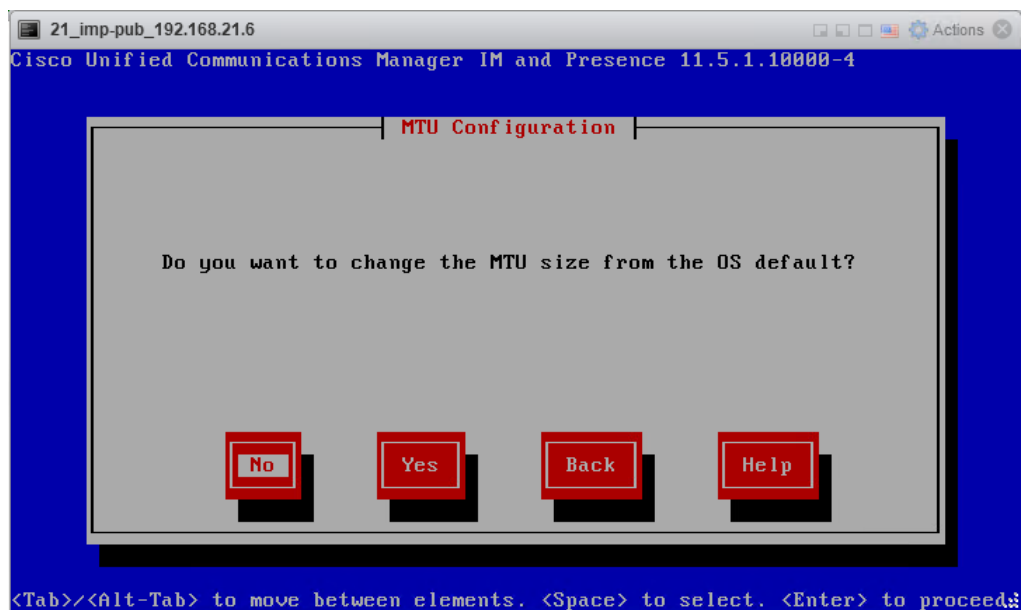 21_imp-pub_192.168.21.6 Actions
Cisco Unified Communications Manager IM and Presence 11.5.1.10000-4
MTU Configuration
Do you want to change the MTU size from the OS default?
No Yes Back Help
<Tab>/<Alt-Tab> to move between elements. <Space> to select. <Enter> to proceed